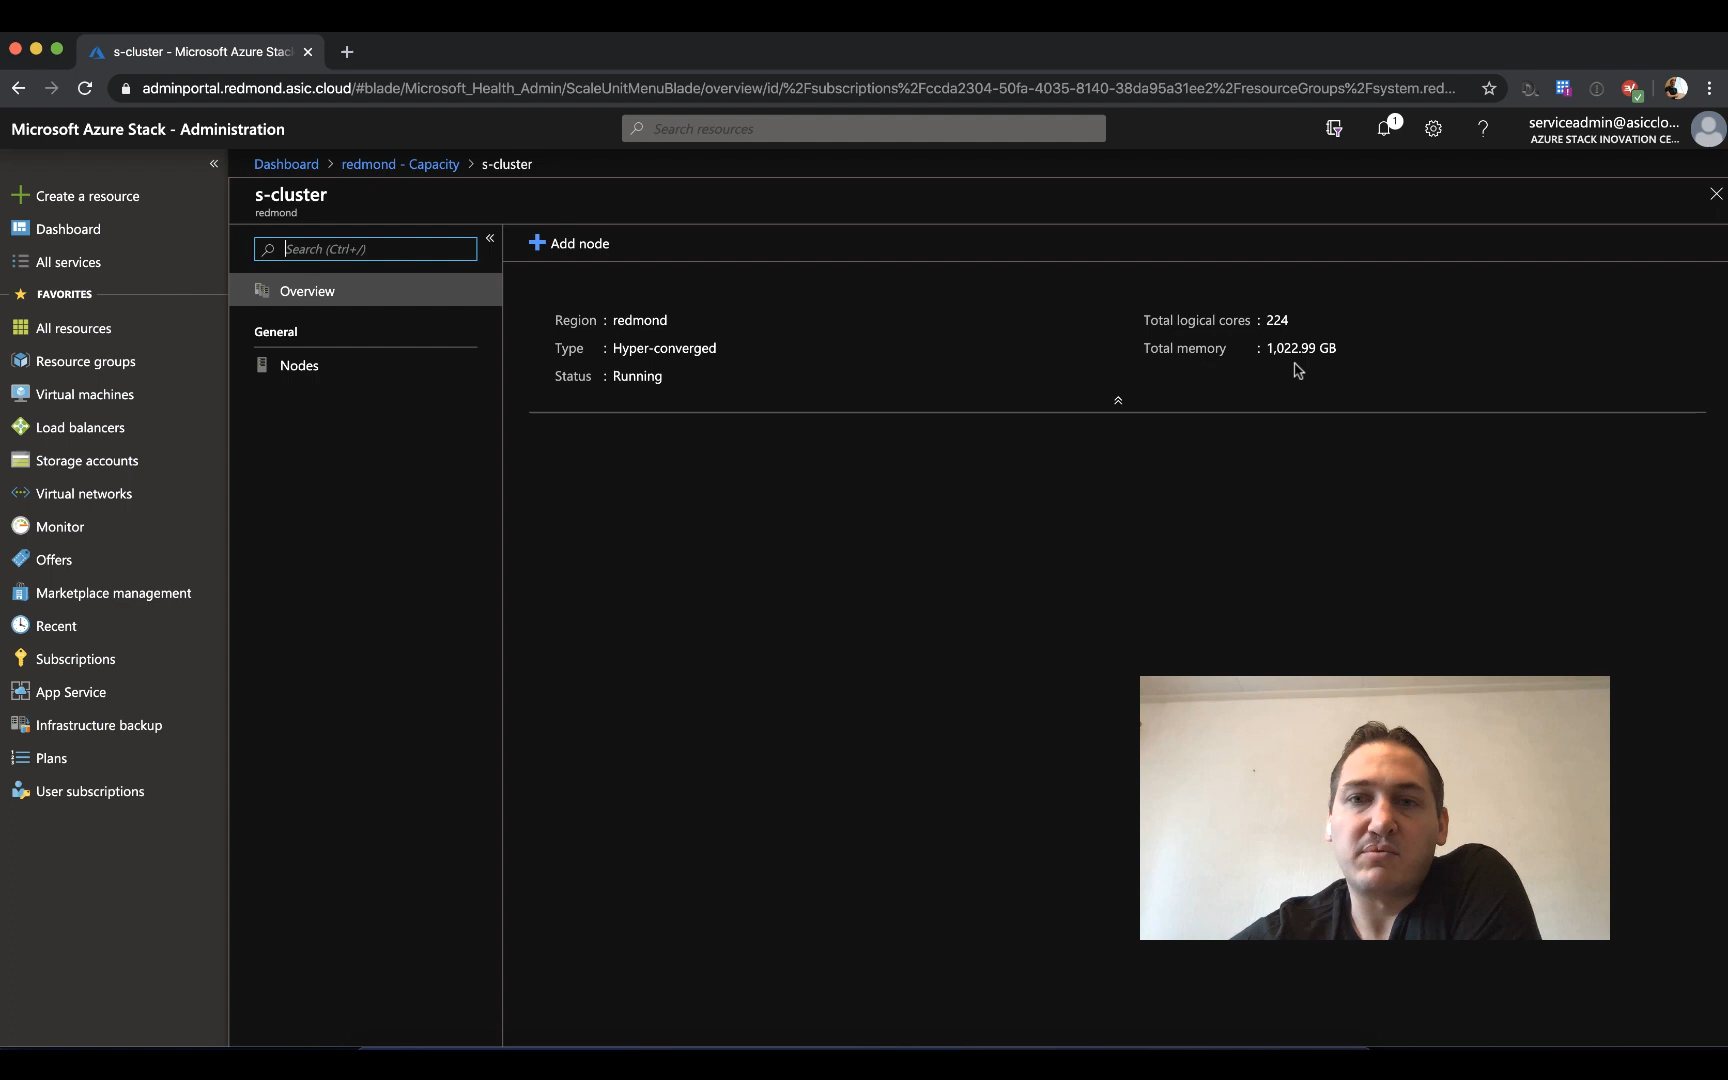 s-cluster - Microsoft Azure Stac
adminportal.redmond.asic.cloud/#blade/Microsoft_Health_Admin/ScaleUnitMenuBlade/overview/id/%2Fsubscriptions%2Fccda2304-50fa-4035-8140-38da95a31ee2%2FresourceGroups%2Fsystem.red...
Microsoft Azure Stack - Administration
Search resources
1
?
serviceadmin@asicclo...
AZURE STACK INOVATION CE...
Dashboard > redmond - Capacity > s-cluster
s-cluster
redmond
Create a resource
Dashboard
All services
FAVORITES
All resources
Resource groups
Virtual machines
Load balancers
Storage accounts
Virtual networks
Monitor
Offers
Marketplace management
Recent
Subscriptions
App Service
Infrastructure backup
Plans
User subscriptions
Search (Ctrl+/)
Overview
General
Nodes
Add node
Region : redmond
Type : Hyper-converged
Status : Running
Total logical cores : 224
Total memory : 1,022.99 GB